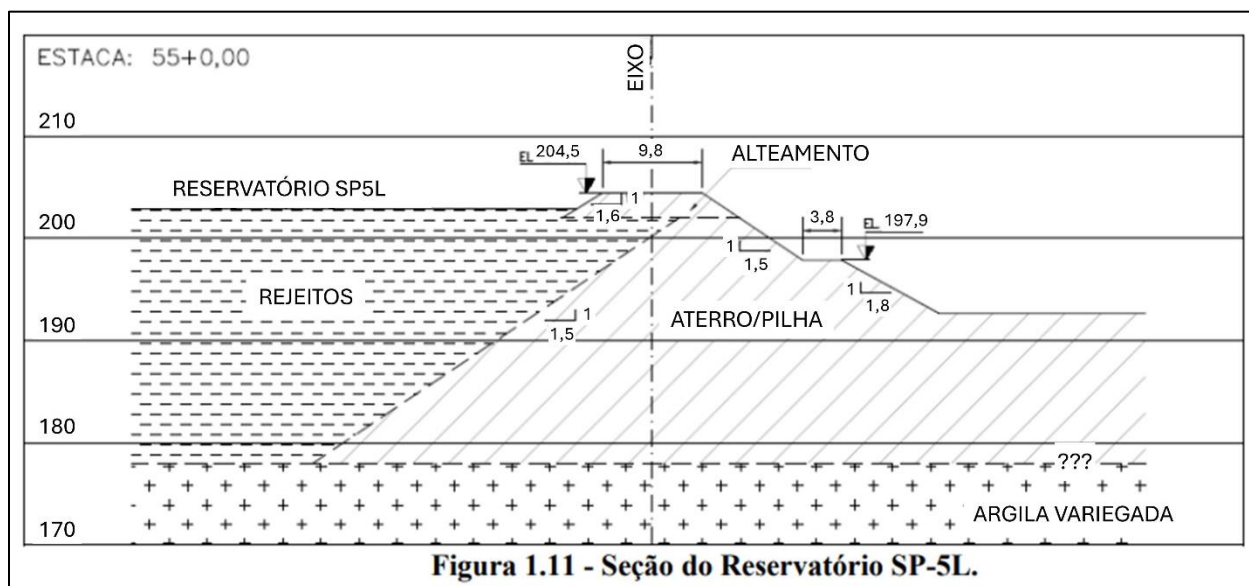 ESTACA: 55+0,00
EIXO
210
EL 204,5
9,8
ALTEAMENTO
RESERVATÓRIO SP5L
1
1,6
200
3,8
EL 197,9
1
1,5
REJEITOS
1
1,8
190
1
1,5
ATERRO/PILHA
180
???
ARGILA VARIEGADA
170
Figura 1.11 - Seção do Reservatório SP-5L.